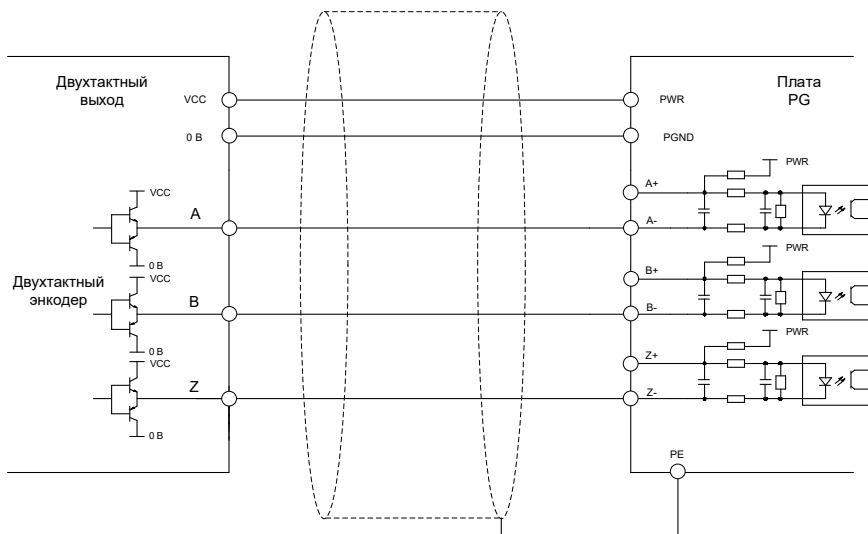 Двухтактный
выход
VCC
0 В
VCC
A
0 В
VCC
Двухтактный
энкодер
B
0 В
VCC
Z
0 В
Плата
PG
PWR
PGND
PWR
A+
A-
PWR
B+
B-
PWR
Z+
Z-
PE